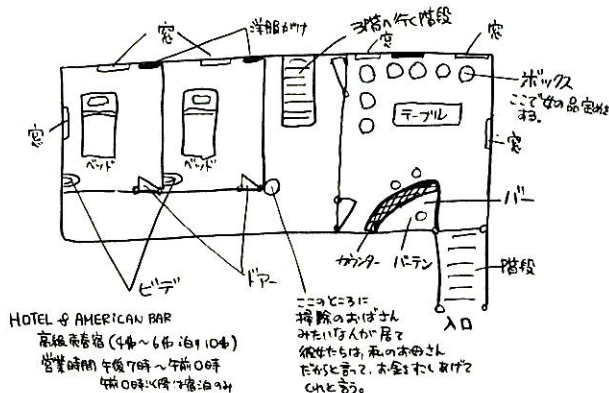 窓
洋服がけ
3階へ行く階段
窓
窓
ボックス
ここで女の品定めを
する。
テーブル
窓
窓
ベッド
ベッド
バー
カウンター
バーテン
階段
ビデ
ドアー
入口
HOTEL & AMERICAN BAR
高級売春宿(4弗〜6弗 泊り10弗)
営業時間 午後7時〜午前0時
午前0時以降は宿泊のみ
ここのところに
掃除のおばさん
みたいな人が居て
彼女たちは、私のお母さん
だからと言って、お金を少しあげて
くれと言う。